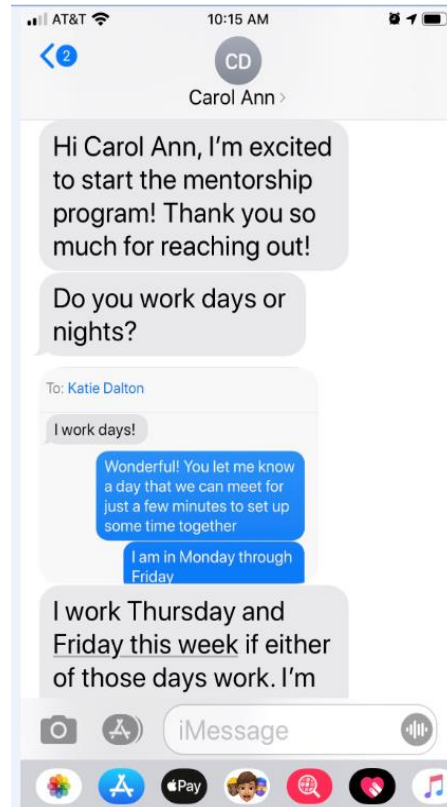 AT&T 10:15 AM
2
CD
Carol Ann
Hi Carol Ann, I'm excited
to start the mentorship
program! Thank you so
much for reaching out!
Do you work days or
nights?
To: Katie Dalton
I work days!
Wonderful! You let me know
a day that we can meet for
just a few minutes to set up
some time together
I am in Monday through
Friday
I work Thursday and
Friday this week if either
of those days work. I'm
iMessage
Pay